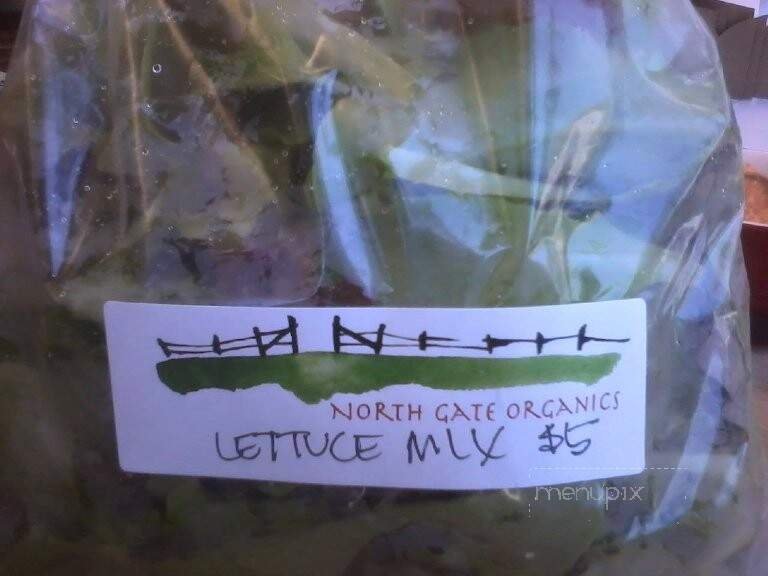 NORTH GATE ORGANICS
LETTUCE MIX $5
menupix